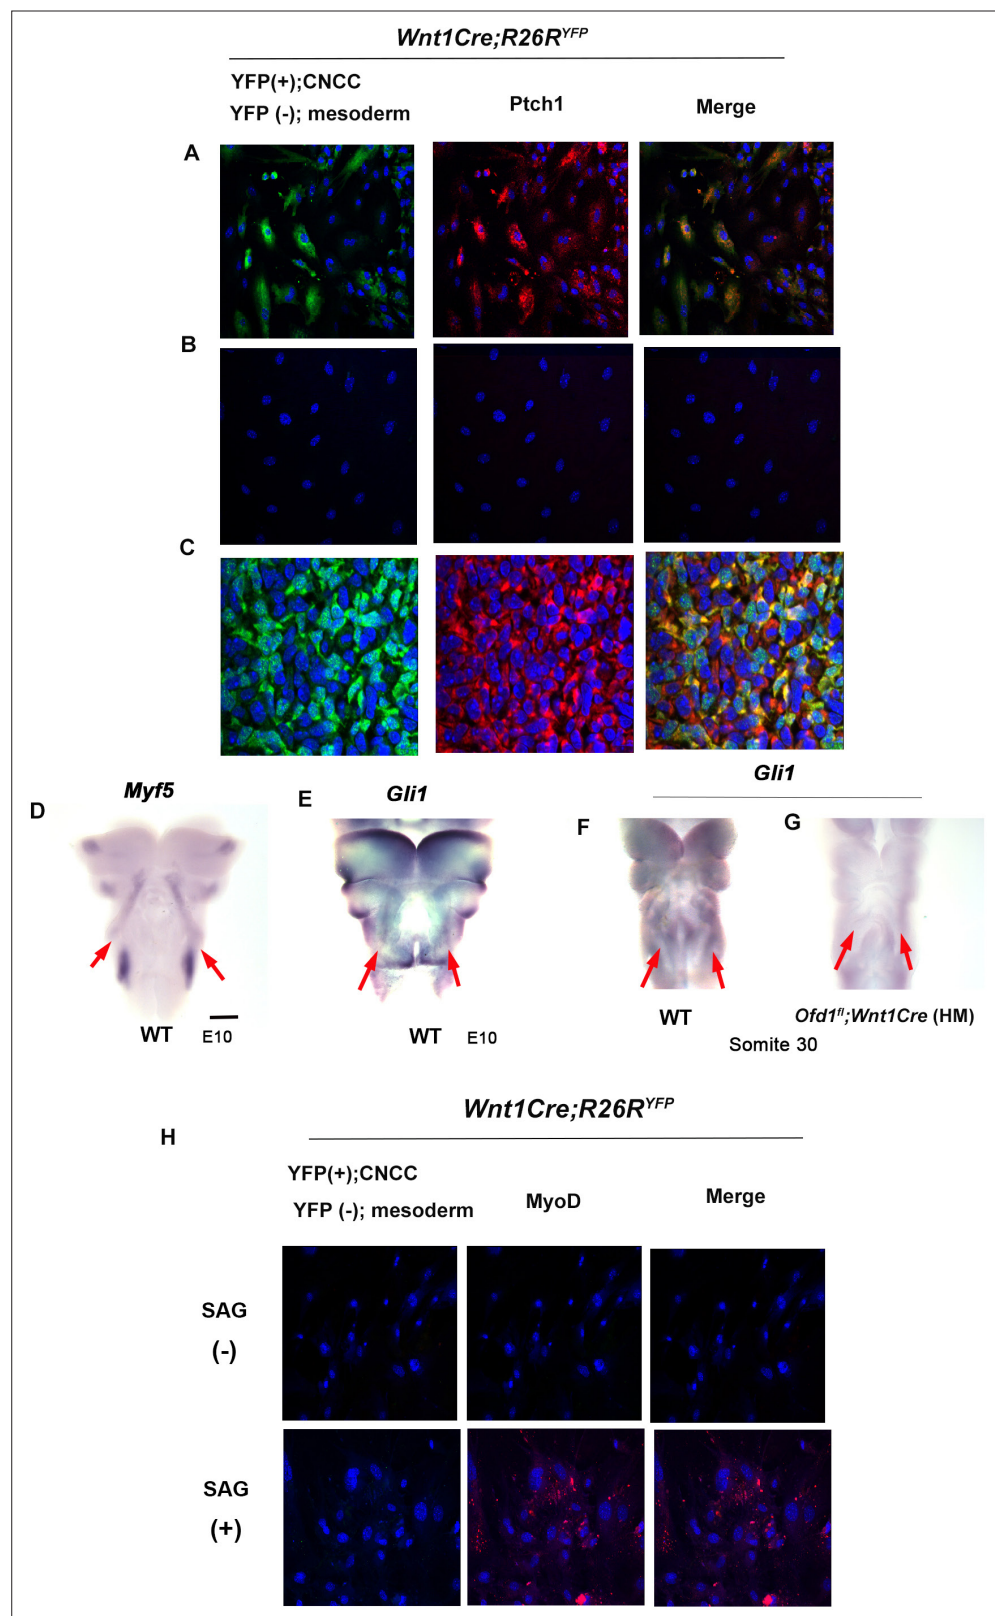 Wnt1Cre;R26RYFP
YFP(+);CNCC
YFP (-); mesoderm
Ptch1
Merge
A
B
C
Myf5
Gli1
Gli1
D
E
F
G
WT E10
WT E10
WT
Ofd1fl;Wnt1Cre (HM)
Somite 30
Wnt1Cre;R26RYFP
H
YFP(+);CNCC
YFP (-); mesoderm
MyoD
Merge
SAG
(-)
SAG
(+)